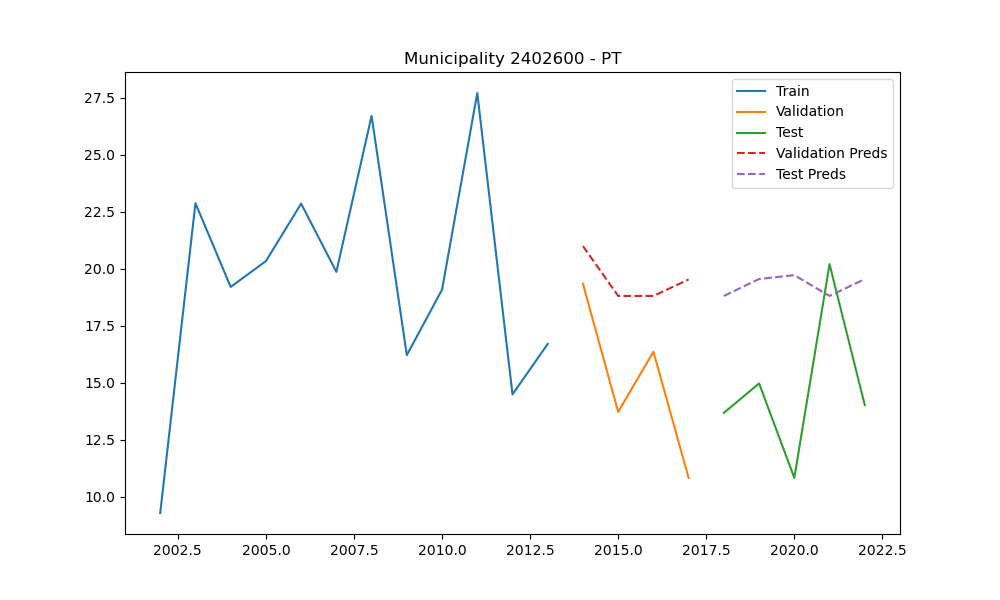 Municipality 2402600 - PT
27.5
25.0
22.5
20.0
17.5
15.0
12.5
10.0
2002.5 2005.0 2007.5 2010.0 2012.5 2015.0 2017.5 2020.0 2022.5
Train
Validation
Test
Validation Preds
Test Preds